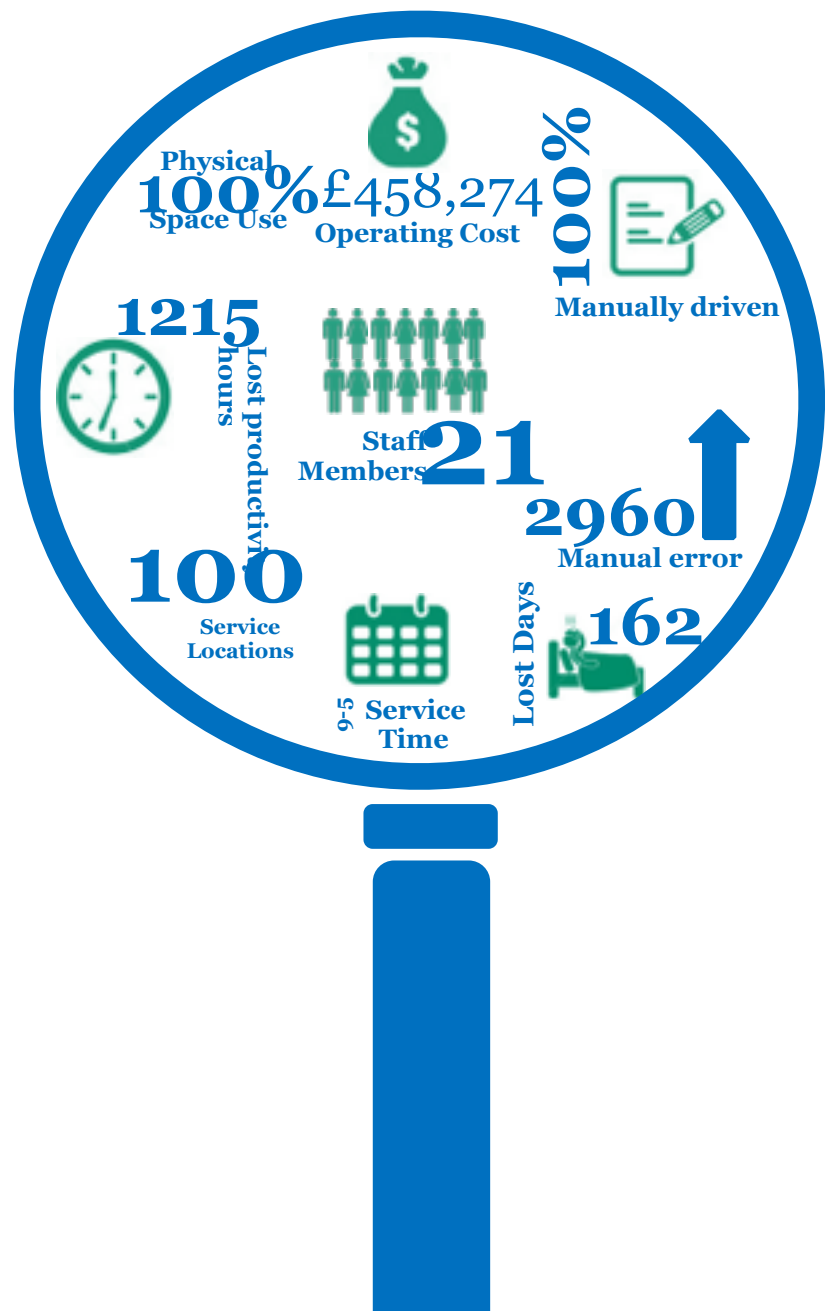 $
Physical
100%
Space Use
£458,274
Operating Cost
100%
Manually driven
1215
Lost productivity
hours
Staff
Members
21
2960
Manual error
100
Service
Locations
9-5
Service
Time
Lost Days
162